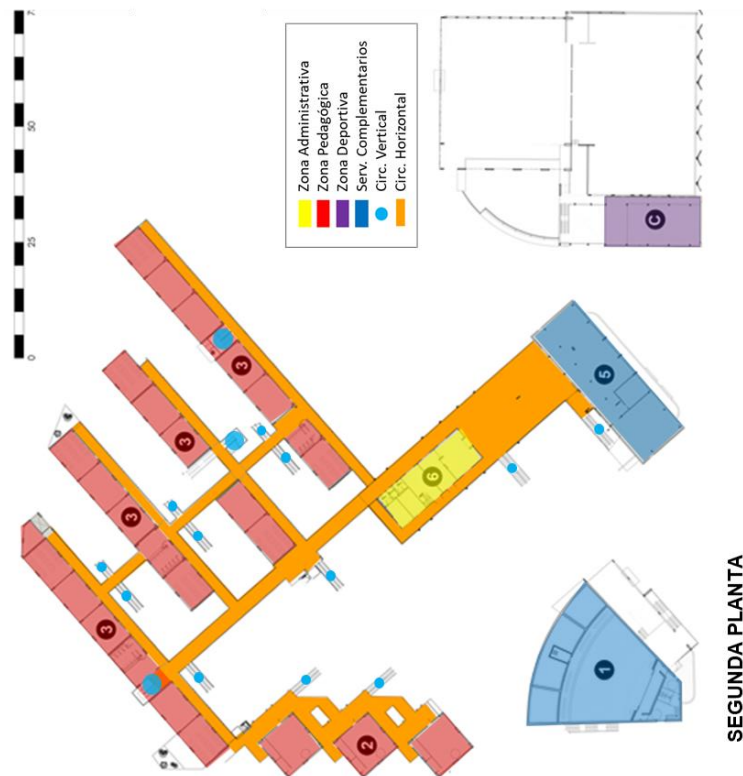 SEGUNDA PLANTA
Zona Administrativa
Zona Pedagógica
Zona Deportiva
Serv. Complementarios
Circ. Vertical
Circ. Horizontal
0
25
50
1
2
3
3
3
3
5
6
C